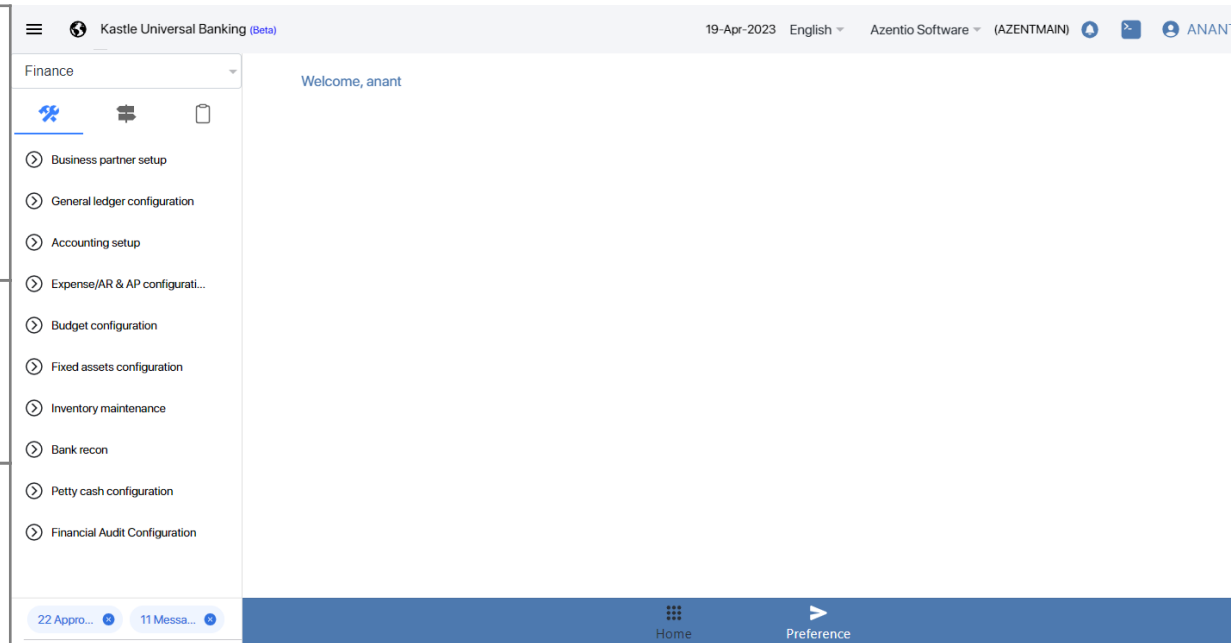 Kastle Universal Banking (Beta) 19-Apr-2023 English Azentio Software (AZENTMAIN) ANANT
Finance
Welcome, anant
Business partner setup
General ledger configuration
Accounting setup
Expense/AR & AP configurati...
Budget configuration
Fixed assets configuration
Inventory maintenance
Bank recon
Petty cash configuration
Financial Audit Configuration
22 Appro... 11 Messa...
Home Preference